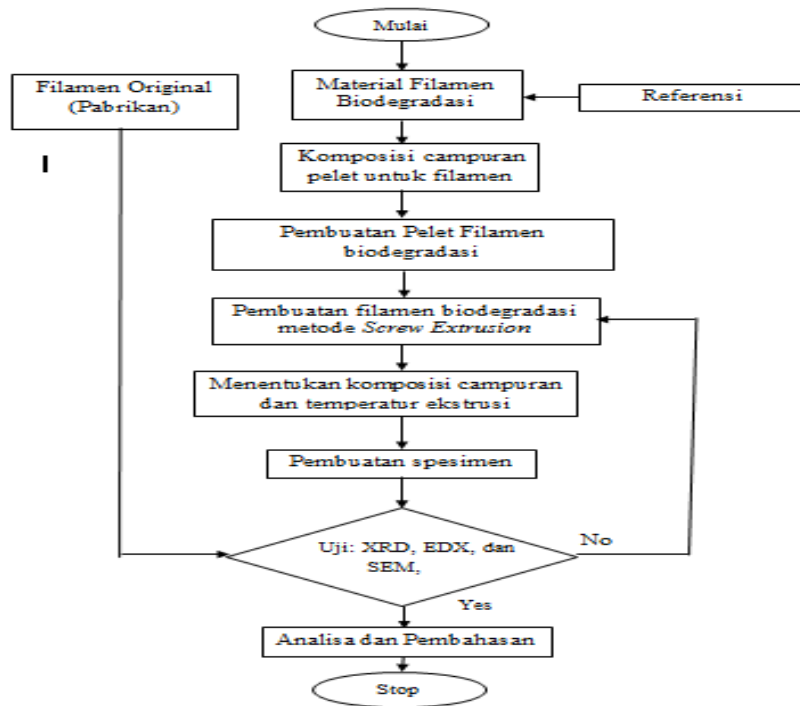 Mulai
Filamen Original
(Pabrikan)
Material Filamen
Biodegradasi
Referensi
I
Komposisi campuran
pelet untuk filamen
Pembuatan Pelet Filamen
biodegradasi
Pembuatan filamen biodegradasi
metode Screw Extrusion
Menentukan komposisi campuran
dan temperatur ekstrusi
Pembuatan spesimen
Uji: XRD, EDX, dan
SEM,
No
Yes
Analisa dan Pembahasan
Stop